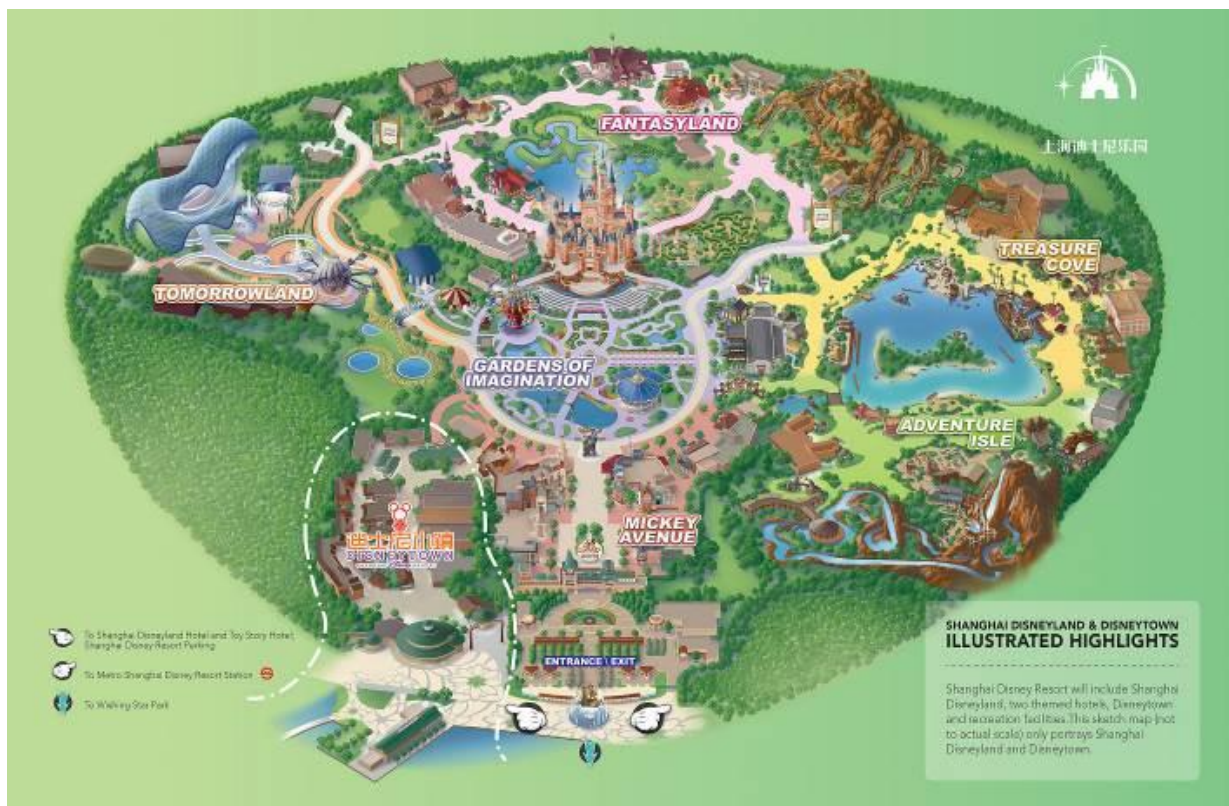 上海迪士尼乐园
FANTASYLAND
TREASURE
COVE
TOMORROWLAND
GARDENS OF
IMAGINATION
ADVENTURE
ISLE
MICKEY
AVENUE
迪士尼小镇
DISNEYTOWN
ENTRANCE \ EXIT
To Shanghai Disneyland Hotel and Toy Story Hotel;
Shanghai Disney Resort Parking
To Metro Shanghai Disney Resort Station
To Wishing Star Park
SHANGHAI DISNEYLAND & DISNEYTOWN
ILLUSTRATED HIGHLIGHTS
Shanghai Disney Resort will include Shanghai
Disneyland, two themed hotels, Disneytown
and recreation facilities. This sketch map (not
to actual scale) only portrays Shanghai
Disneyland and Disneytown.